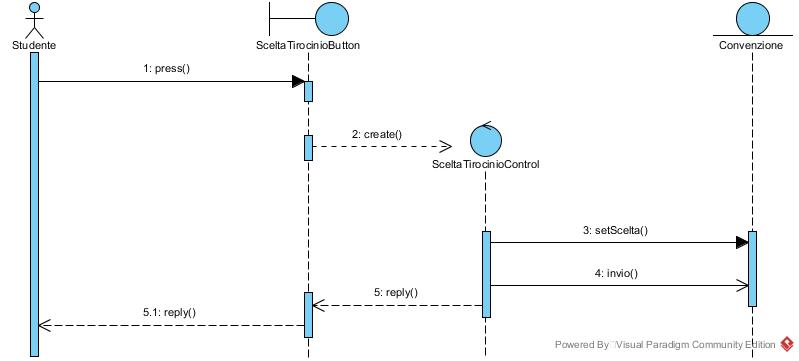 Studente
SceltaTirocinioButton
Convenzione
1: press()
2: create()
SceltaTirocinioControl
3: setScelta()
4: invio()
5: reply()
5.1: reply()
Powered By Visual Paradigm Community Edition